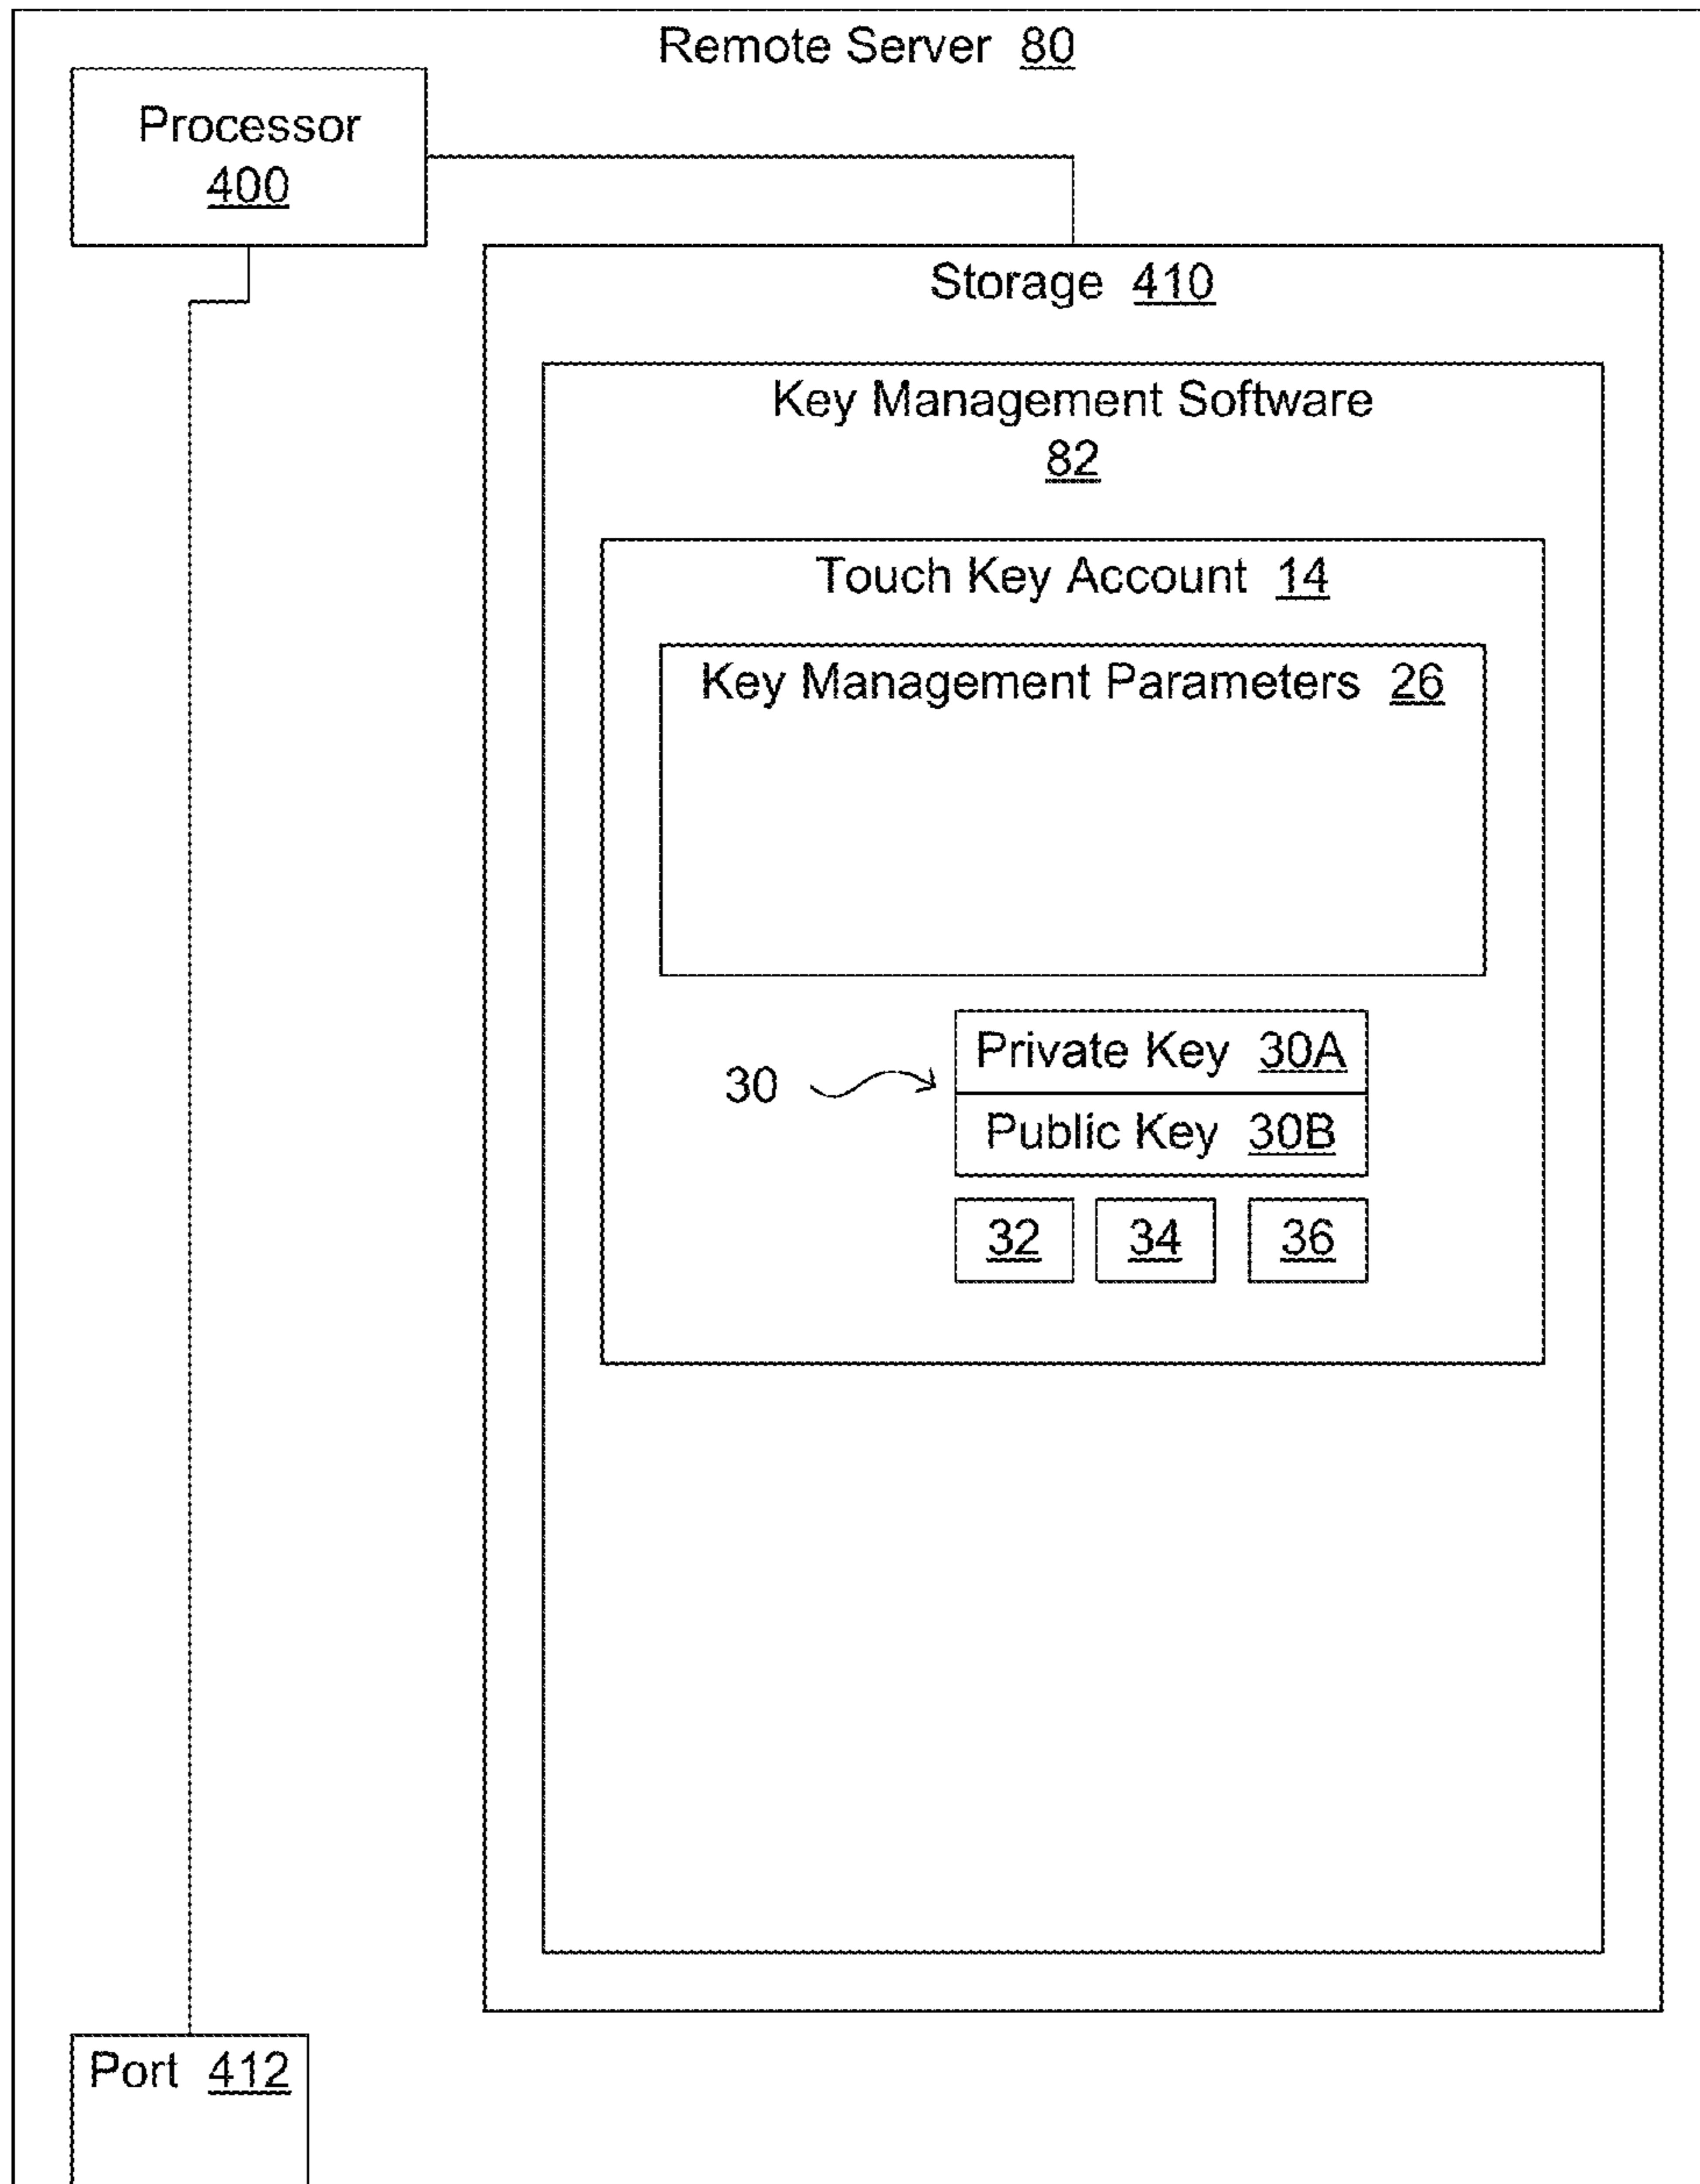 Remote Server 80
Processor
400
Storage 410
Key Management Software
82
Touch Key Account 14
Key Management Parameters 26
Private Key 30A
30
Public Key 30B
32 34 36
Port 412